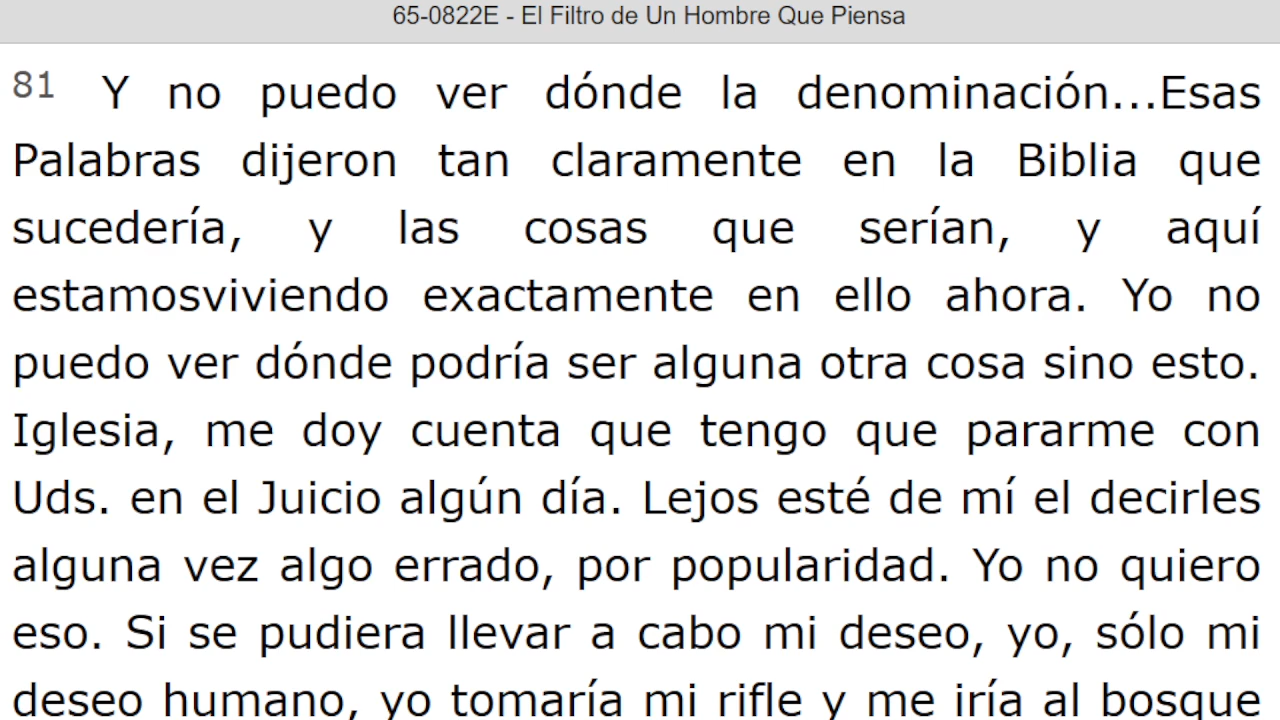 65-0822E - El Filtro de Un Hombre Que Piensa
81 Y no puedo ver dónde la denominación...Esas
Palabras dijeron tan claramente en la Biblia que
sucedería, y las cosas que serían, y aquí
estamosviviendo exactamente en ello ahora. Yo no
puedo ver dónde podría ser alguna otra cosa sino esto.
Iglesia, me doy cuenta que tengo que pararme con
Uds. en el Juicio algún día. Lejos esté de mí el decirles
alguna vez algo errado, por popularidad. Yo no quiero
eso. Si se pudiera llevar a cabo mi deseo, yo, sólo mi
deseo humano, yo tomaría mi rifle y me iría al bosque